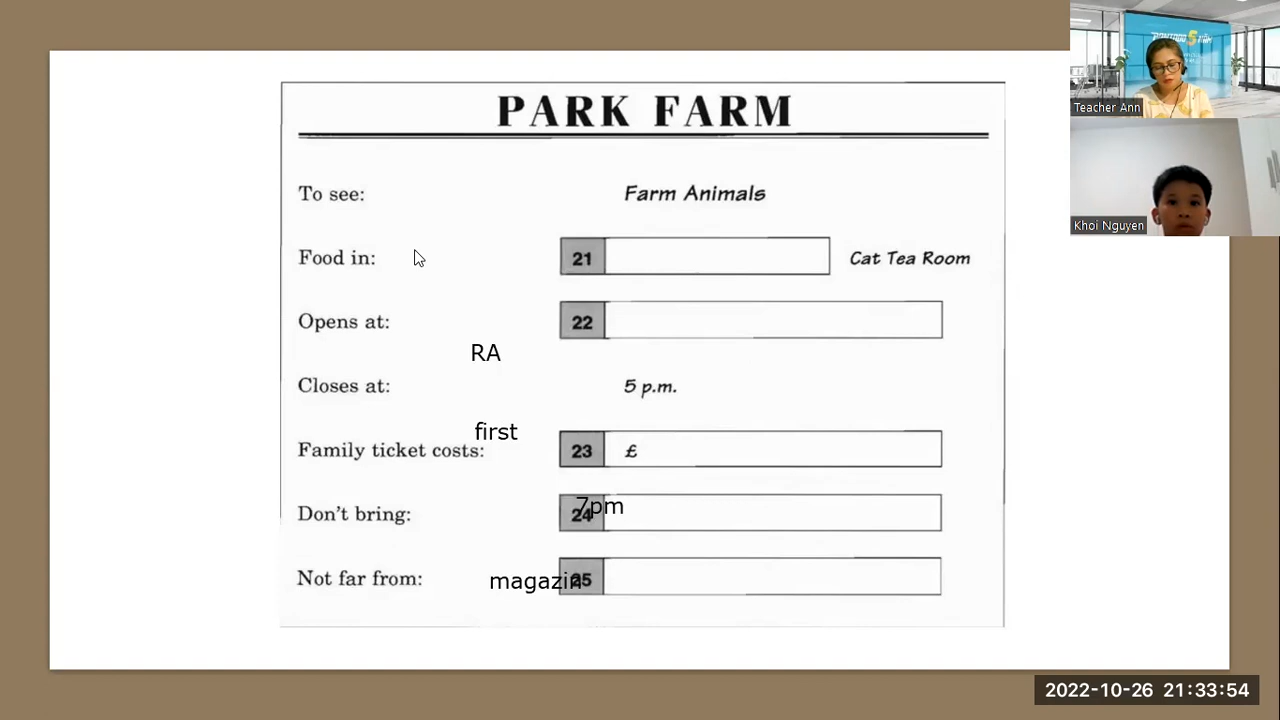 PARK FARM
To see: Farm Animals
Food in: 21 Cat Tea Room
Opens at: 22
RA
Closes at: 5 p.m.
first
Family ticket costs: 23 £
7pm
Don't bring: 24
Not far from: magazin 25
Teacher Ann
Khoi Nguyen
2022-10-26 21:33:54